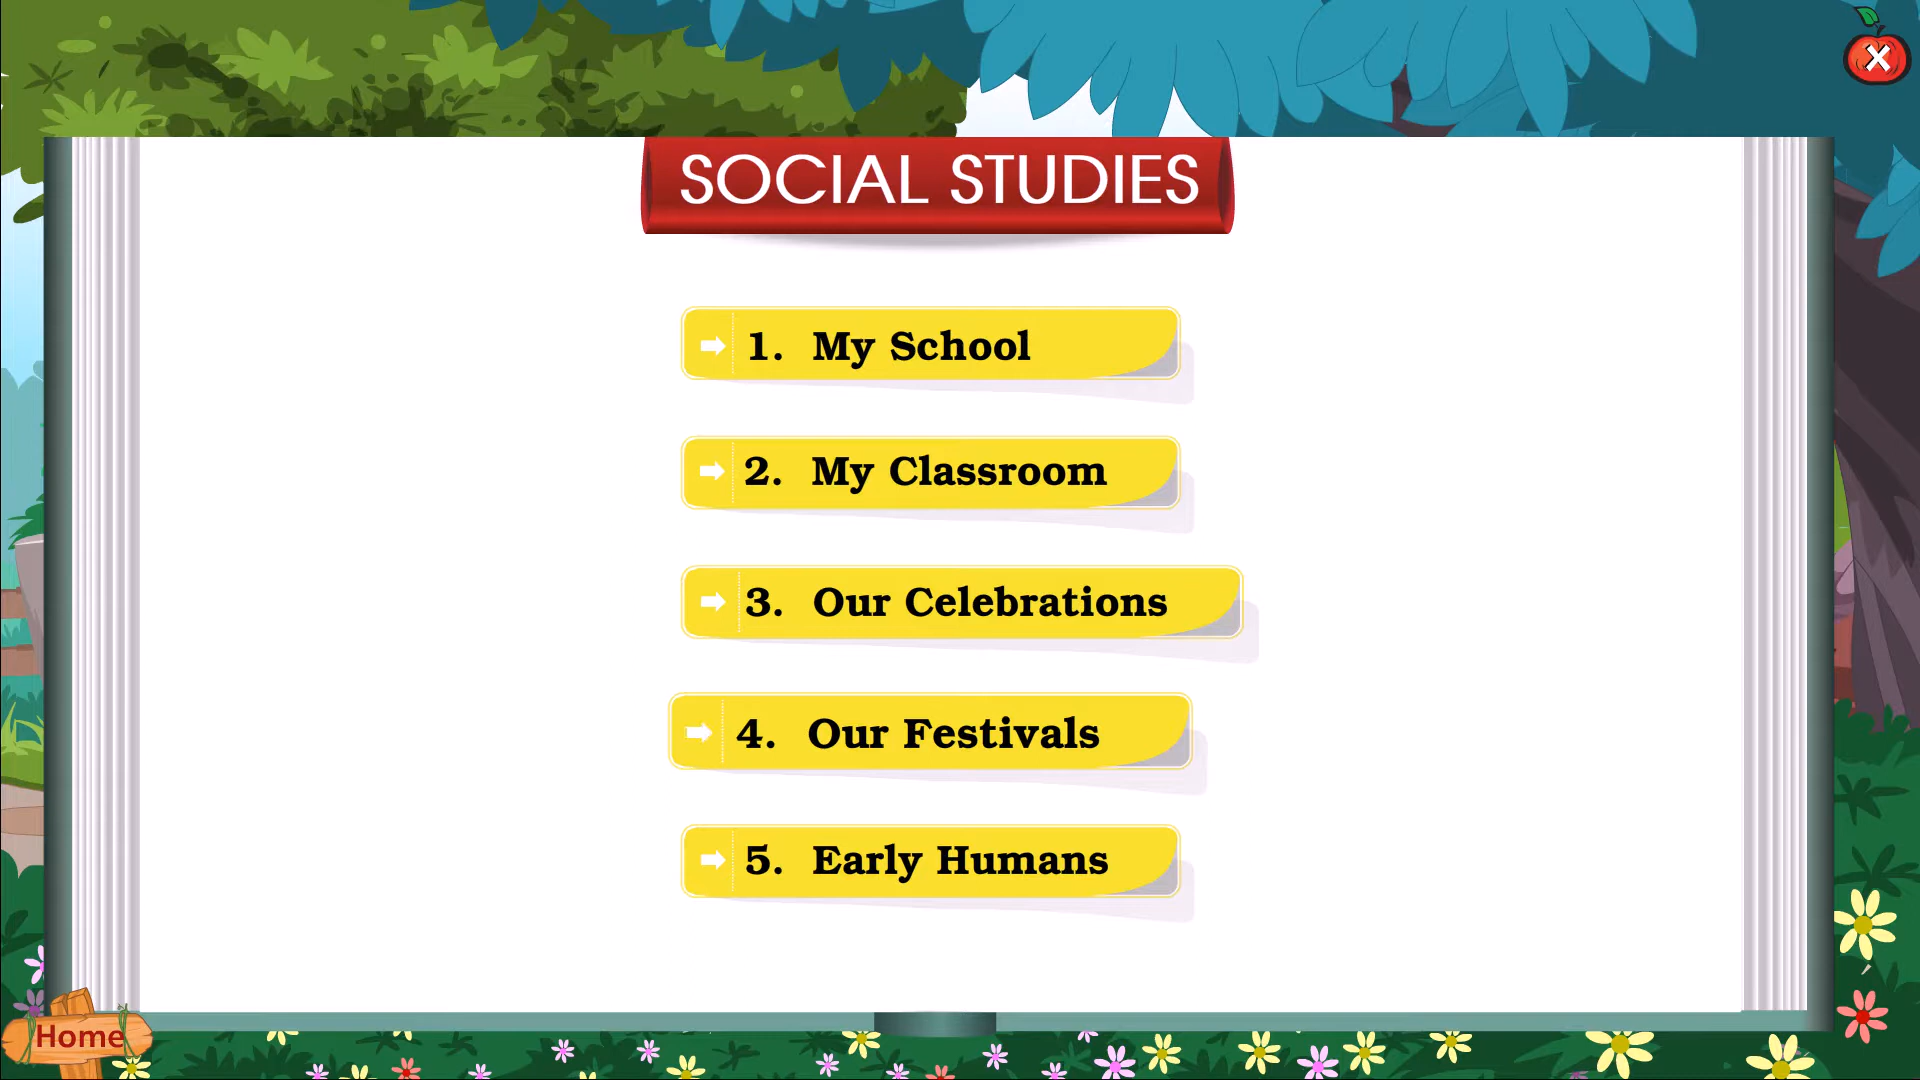 SOCIAL STUDIES
1. My School
2. My Classroom
3. Our Celebrations
4. Our Festivals
5. Early Humans
Home